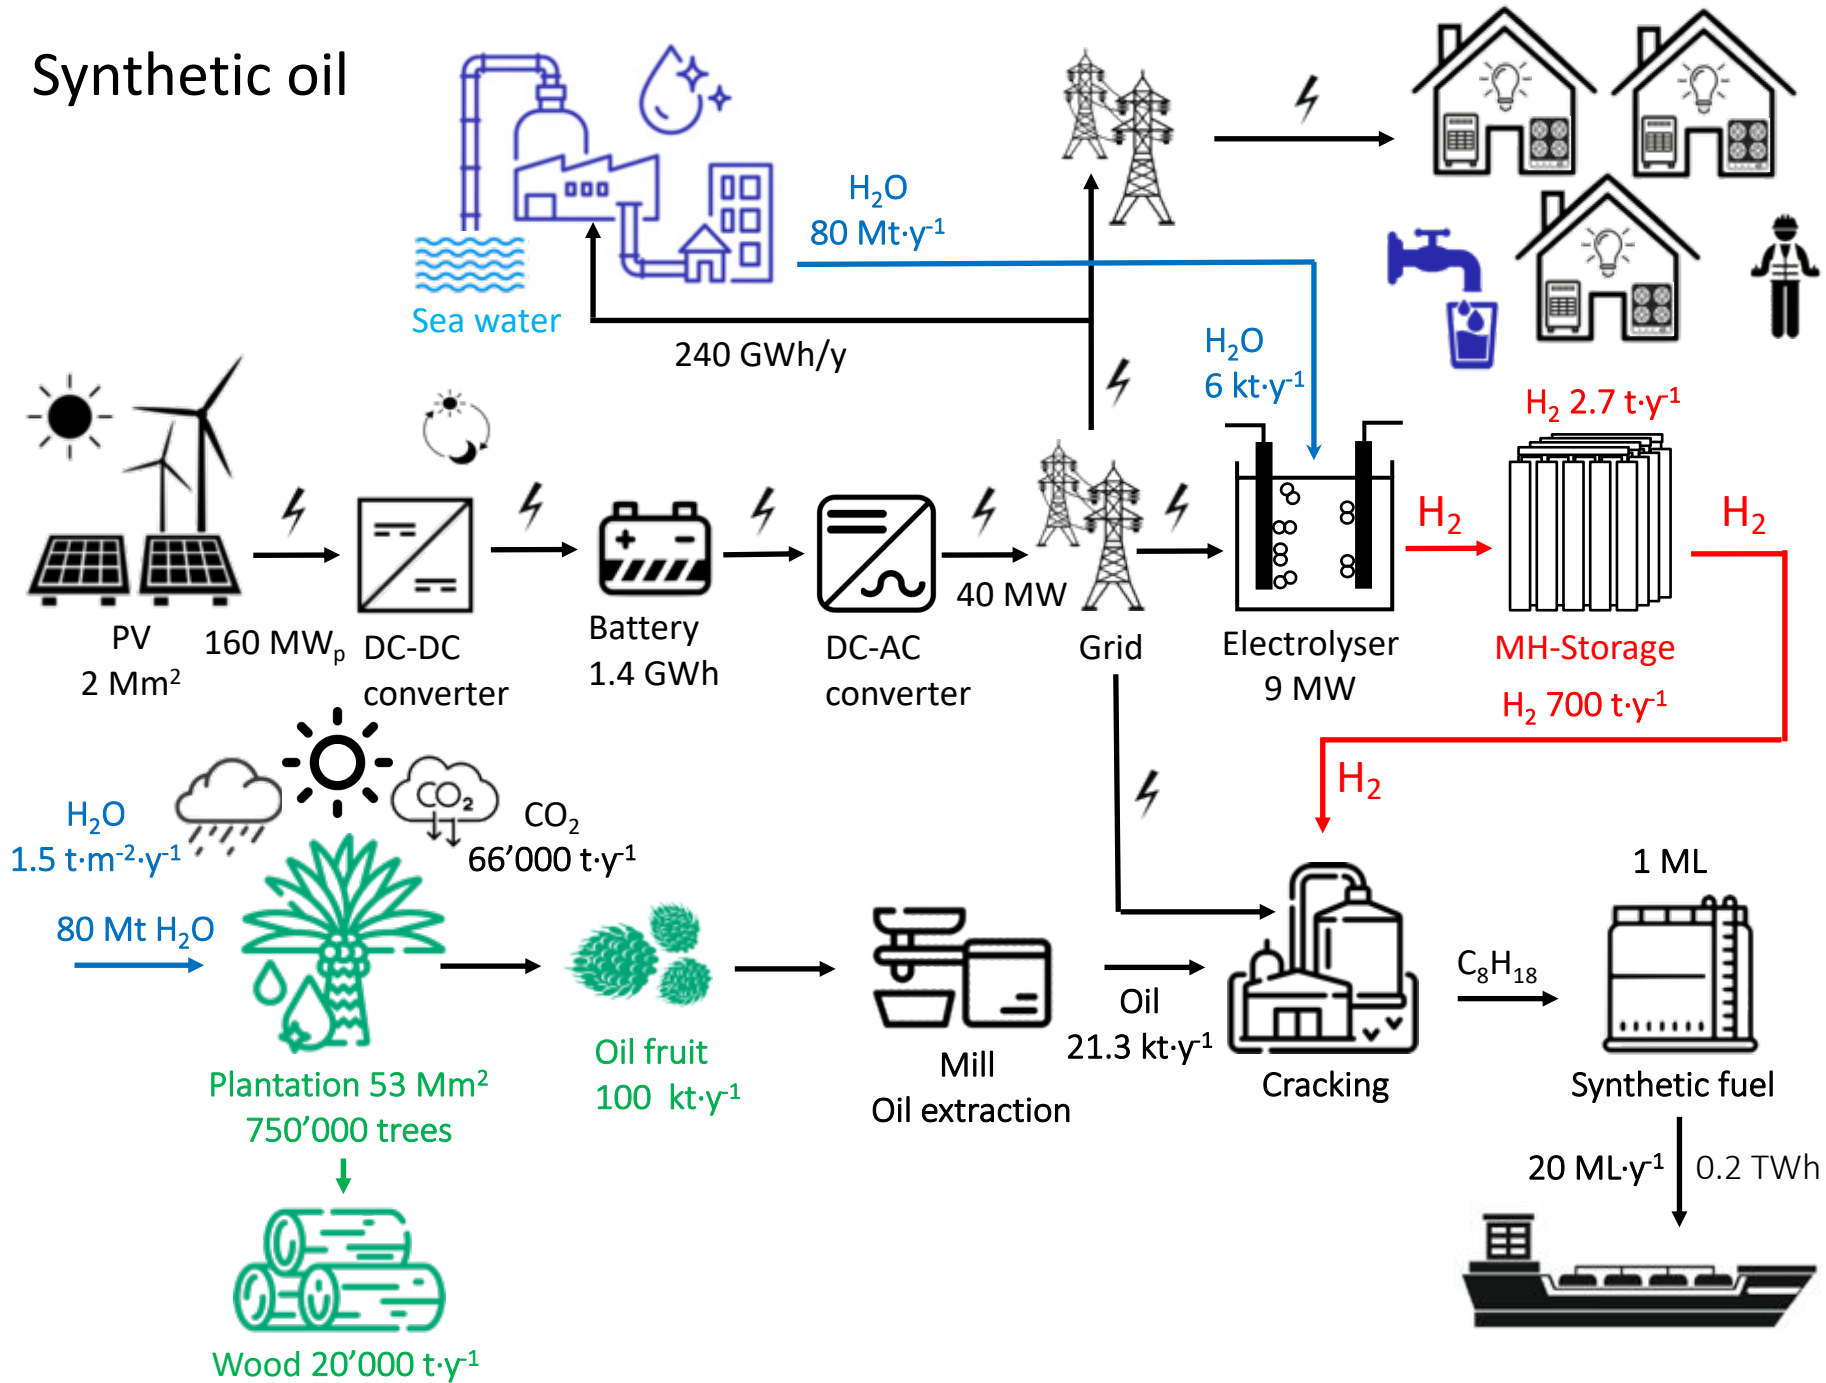 Synthetic oil
H₂O
80 Mt·y⁻¹
Sea water
240 GWh/y
H₂O
6 kt·y⁻¹
H₂ 2.7 t·y⁻¹
H₂
H₂
PV
2 Mm²
160 MWₚ
DC-DC
converter
Battery
1.4 GWh
DC-AC
converter
40 MW
Grid
Electrolyser
9 MW
MH-Storage
H₂ 700 t·y⁻¹
H₂
H₂O
1.5 t·m⁻²·y⁻¹
CO₂
CO₂
66’000 t·y⁻¹
80 Mt H₂O
1 ML
C₈H₁₈
Oil
21.3 kt·y⁻¹
Oil fruit
100 kt·y⁻¹
Mill
Oil extraction
Cracking
Synthetic fuel
Plantation 53 Mm²
750’000 trees
20 ML·y⁻¹
0.2 TWh
Wood 20’000 t·y⁻¹